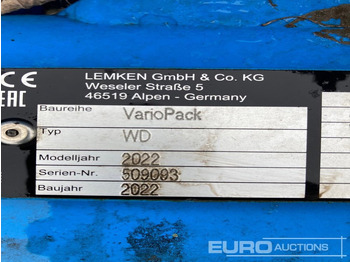 LEMKEN GmbH & Co. KG
Weseler Straße 5
46519 Alpen - Germany
CE
EAC
Baureihe VarioPack
Typ WD
Modelljahr 2022
Serien-Nr. 509093
Baujahr 2022
EURO AUCTIONS